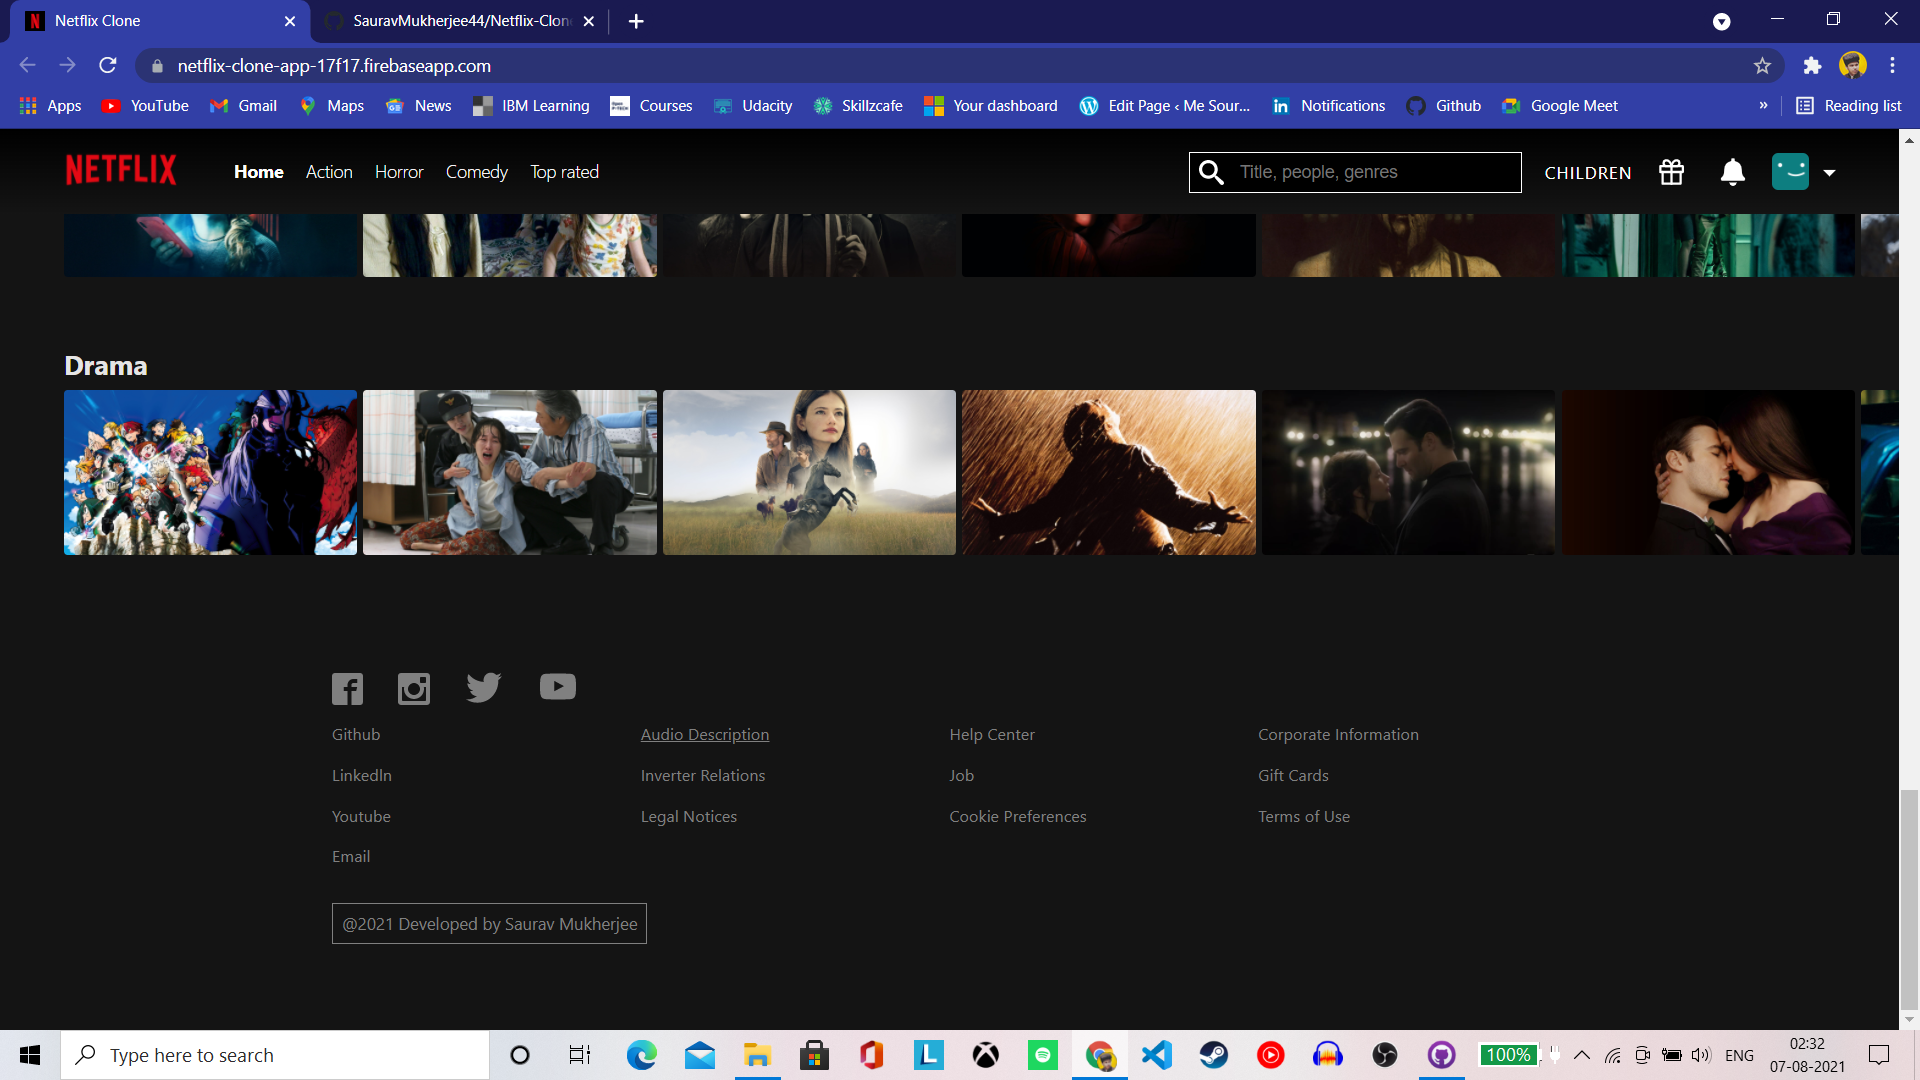 Netflix Clone
SauravMukherjee44/Netflix-Clon
netflix-clone-app-17f17.firebaseapp.com
Apps YouTube Gmail Maps News IBM Learning Courses Udacity Skillzcafe Your dashboard Edit Page ‹ Me Sour... Notifications Github Google Meet » Reading list
NETFLIX Home Action Horror Comedy Top rated Title, people, genres CHILDREN
Drama
Github Audio Description Help Center Corporate Information
LinkedIn Inverter Relations Job Gift Cards
Youtube Legal Notices Cookie Preferences Terms of Use
Email
@2021 Developed by Saurav Mukherjee
Type here to search 100% ENG 02:32
07-08-2021